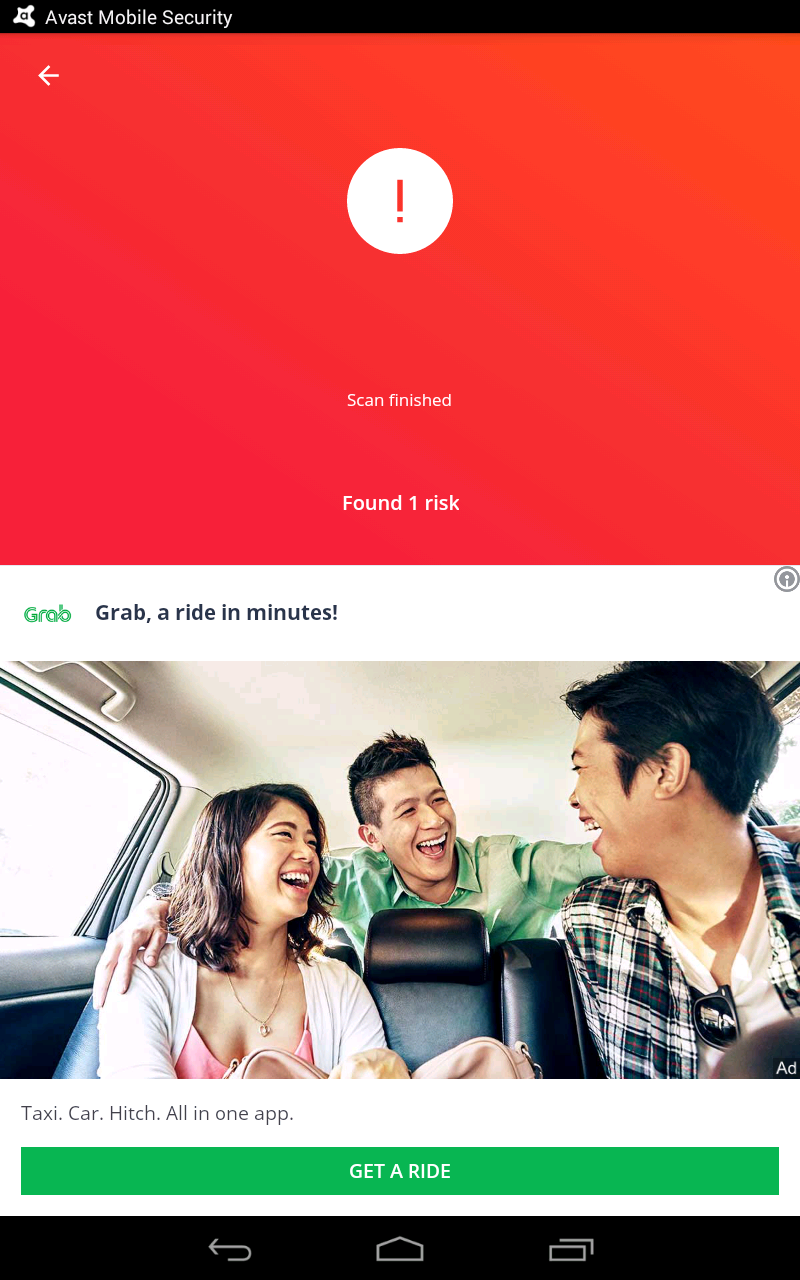 Avast Mobile Security
!
Scan finished
Found 1 risk
Grab
Grab, a ride in minutes!
Ad
Taxi. Car. Hitch. All in one app.
GET A RIDE